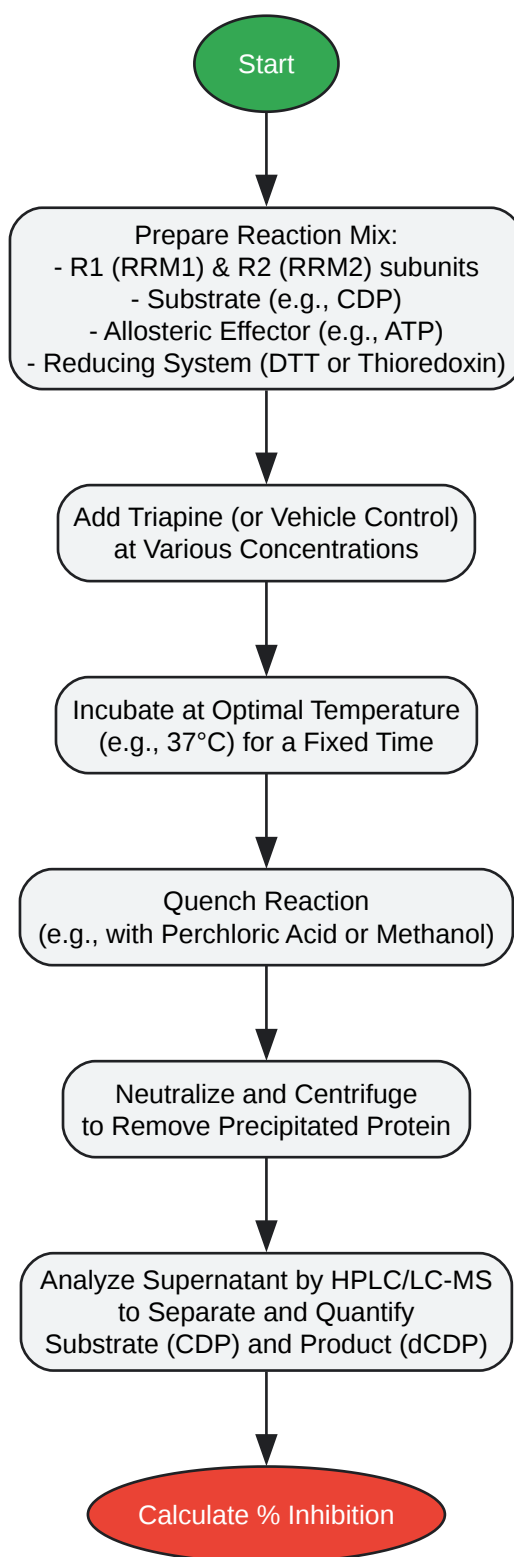 Start
Prepare Reaction Mix:
- R1 (RRM1) & R2 (RRM2) subunits
- Substrate (e.g., CDP)
- Allosteric Effector (e.g., ATP)
- Reducing System (DTT or Thioredoxin)
Add Triapine (or Vehicle Control)
at Various Concentrations
Incubate at Optimal Temperature
(e.g., 37°C) for a Fixed Time
Quench Reaction
(e.g., with Perchloric Acid or Methanol)
Neutralize and Centrifuge
to Remove Precipitated Protein
Analyze Supernatant by HPLC/LC-MS
to Separate and Quantify
Substrate (CDP) and Product (dCDP)
Calculate % Inhibition